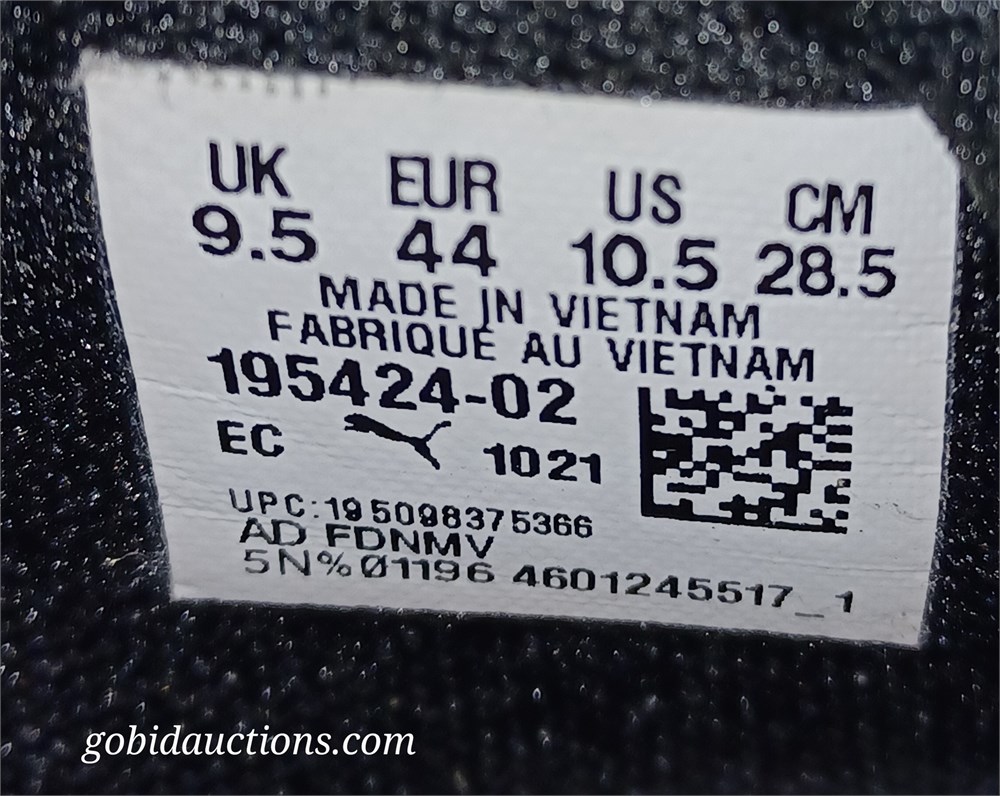 UK EUR US CM
9.5 44 10.5 28.5
MADE IN VIETNAM
FABRIQUE AU VIETNAM
195424-02
EC 1021
UPC:195098375366
AD FDNMV
5N%Ø1196 4601245517_1
gobidauctions.com